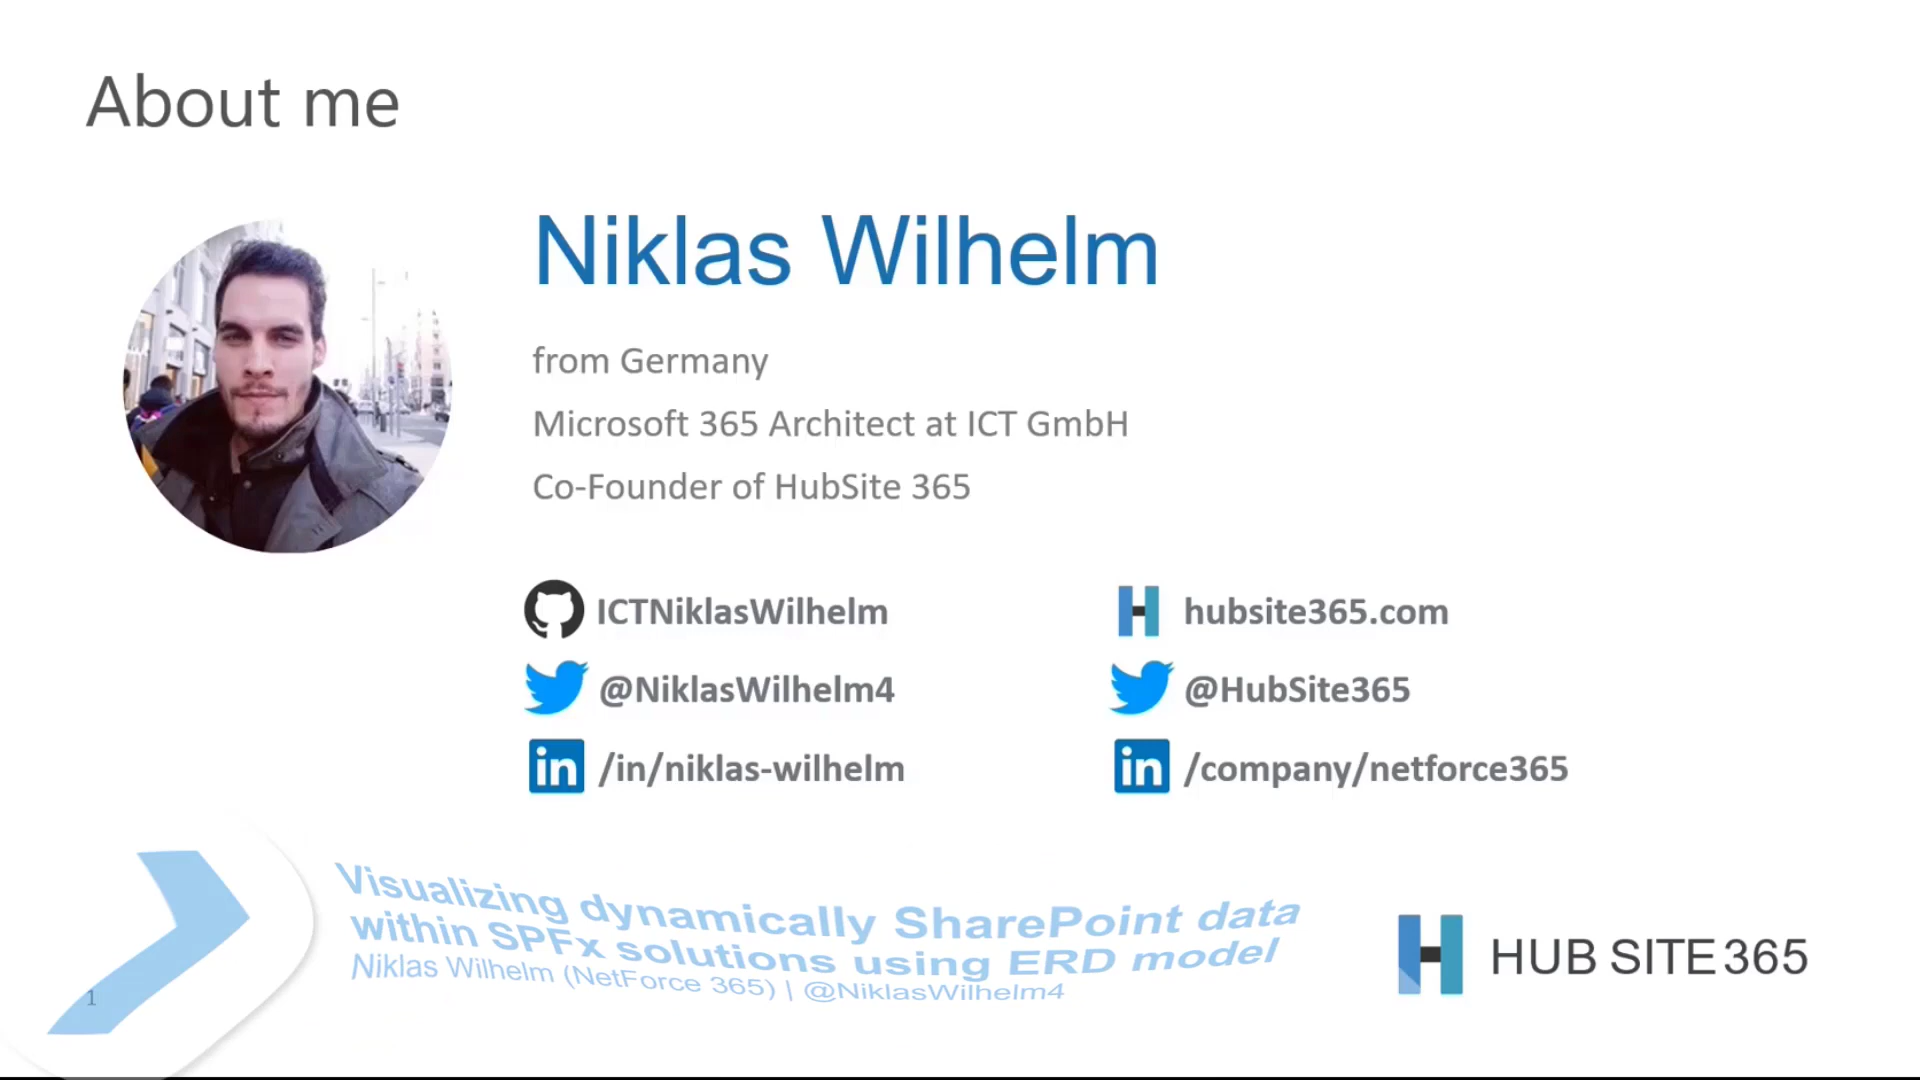 About me
Niklas Wilhelm
from Germany
Microsoft 365 Architect at ICT GmbH
Co-Founder of HubSite 365
ICTNiklasWilhelm
@NiklasWilhelm4
in /in/niklas-wilhelm
H hubsite365.com
@HubSite365
in /company/netforce365
Visualizing dynamically SharePoint data
within SPFx solutions using ERD model
Niklas Wilhelm (NetForce 365) | @NiklasWilhelm4
1
H HUB SITE 365